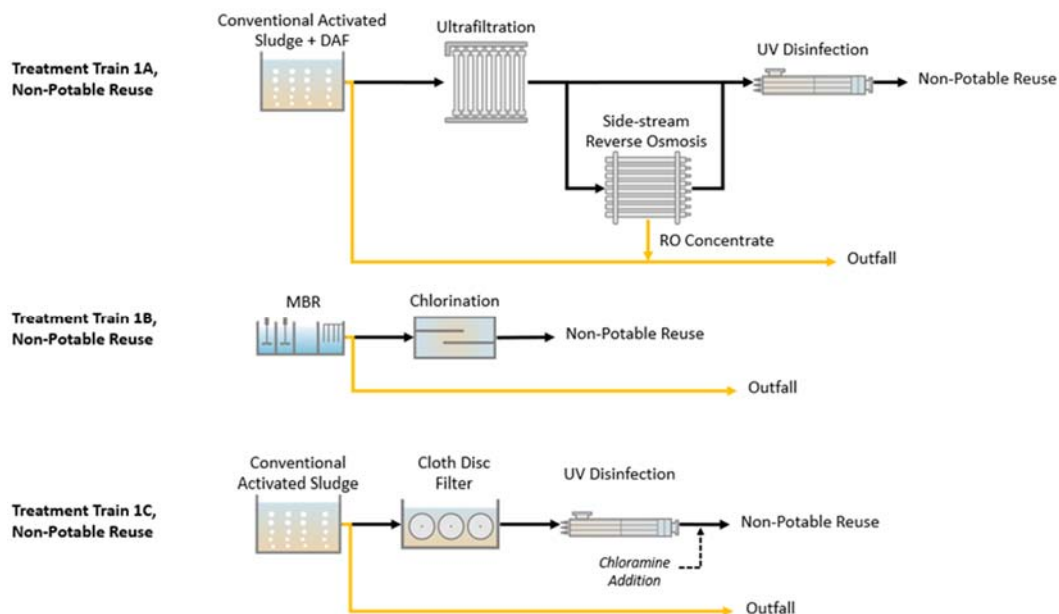 Treatment Train 1A,
Non-Potable Reuse
Conventional Activated
Sludge + DAF
Ultrafiltration
Side-stream
Reverse Osmosis
RO Concentrate
UV Disinfection
Non-Potable Reuse
Outfall
Treatment Train 1B,
Non-Potable Reuse
MBR
Chlorination
Non-Potable Reuse
Outfall
Treatment Train 1C,
Non-Potable Reuse
Conventional
Activated Sludge
Cloth Disc
Filter
UV Disinfection
Chloramine
Addition
Non-Potable Reuse
Outfall